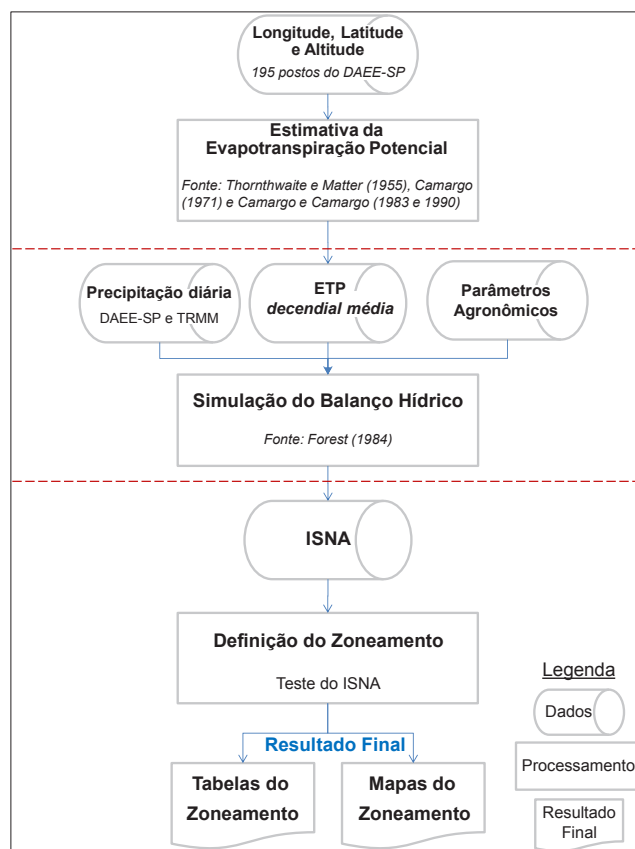 Longitude, Latitude
e Altitude
195 postos do DAEE-SP
Estimativa da
Evapotranspiração Potencial
Fonte: Thornthwaite e Matter (1955), Camargo
(1971) e Camargo e Camargo (1983 e 1990)
Precipitação diária
DAEE-SP e TRMM
ETP
decendial média
Parâmetros
Agronômicos
Simulação do Balanço Hídrico
Fonte: Forest (1984)
ISNA
Definição do Zoneamento
Teste do ISNA
Resultado Final
Tabelas do
Zoneamento
Mapas do
Zoneamento
Legenda
Dados
Processamento
Resultado
Final